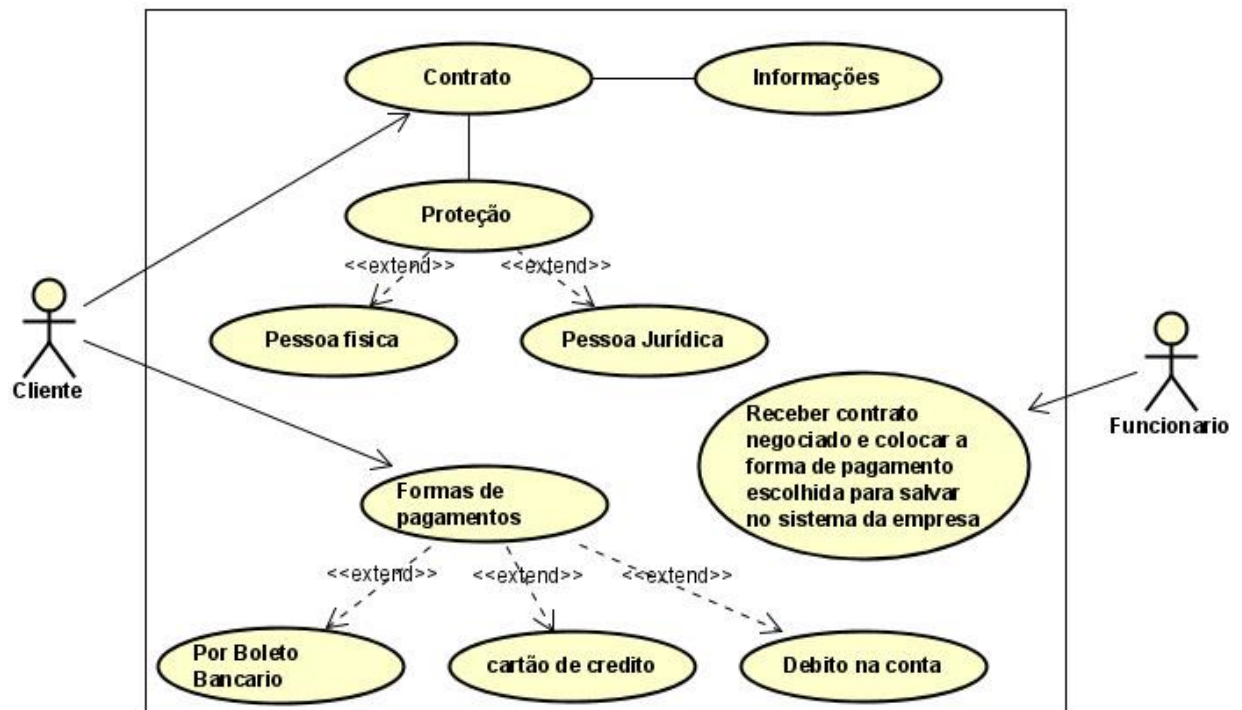 Contrato
Informações
Proteção
<<extend>>
<<extend>>
Pessoa fisica
Pessoa Jurídica
Cliente
Funcionario
Receber contrato
negociado e colocar a
forma de pagamento
escolhida para salvar
no sistema da empresa
Formas de
pagamentos
<<extend>>
<<extend>>
<<extend>>
Por Boleto
Bancario
cartão de credito
Debito na conta